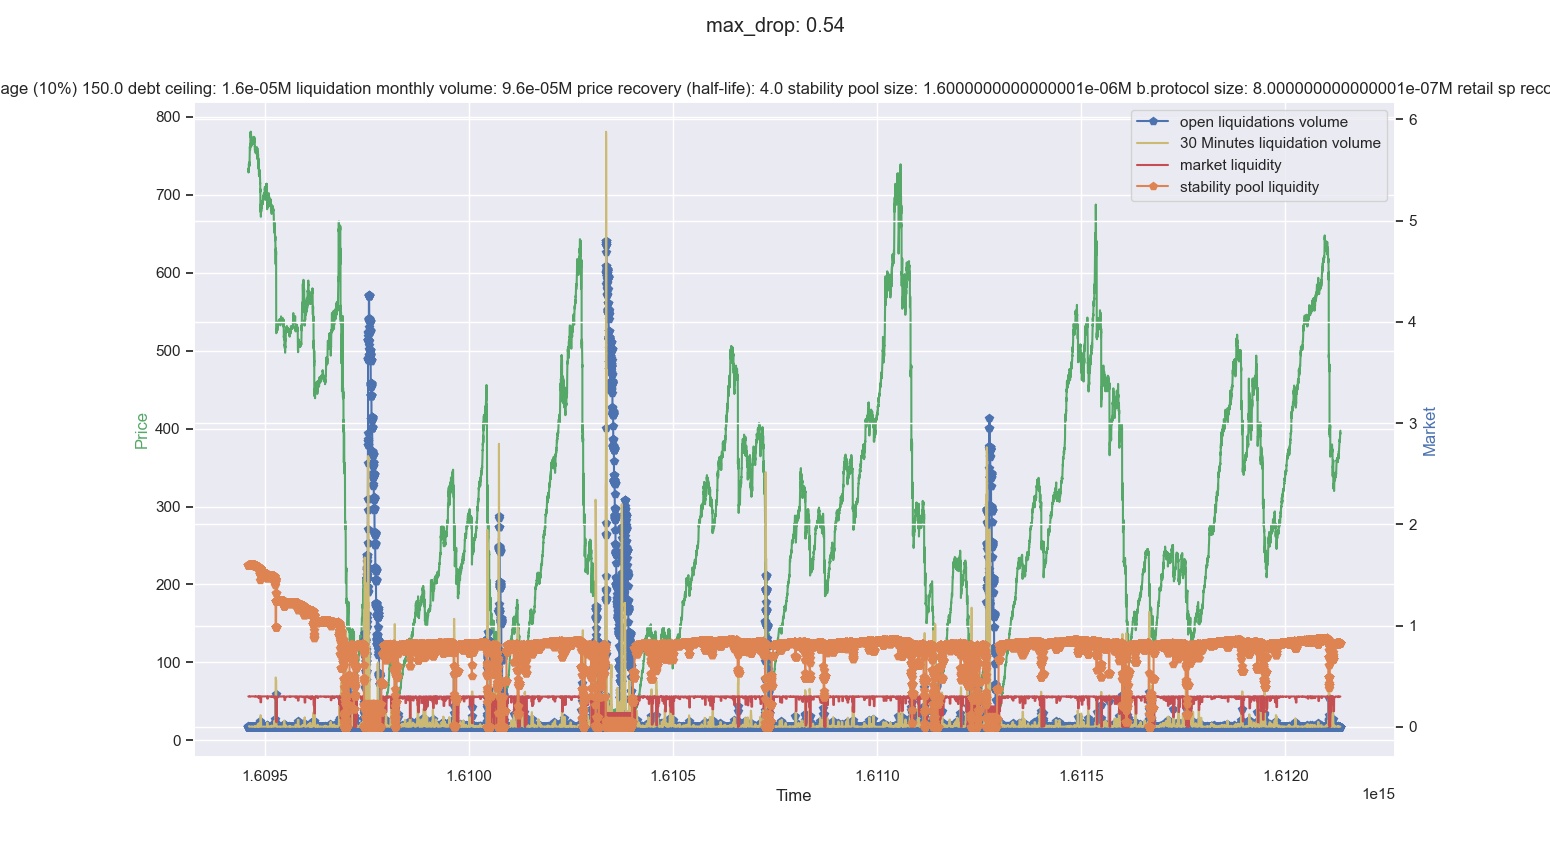 max_drop: 0.54
age (10%) 150.0 debt ceiling: 1.6e-05M liquidation monthly volume: 9.6e-05M price recovery (half-life): 4.0 stability pool size: 1.6000000000000001e-06M b.protocol size: 8.000000000000001e-07M retail sp reco
open liquidations volume
30 Minutes liquidation volume
market liquidity
stability pool liquidity
800
700
600
500
400
300
200
100
0
Price
6
5
4
3
2
1
0
Market
1.6095 1.6100 1.6105 1.6110 1.6115 1.6120
1e15
Time